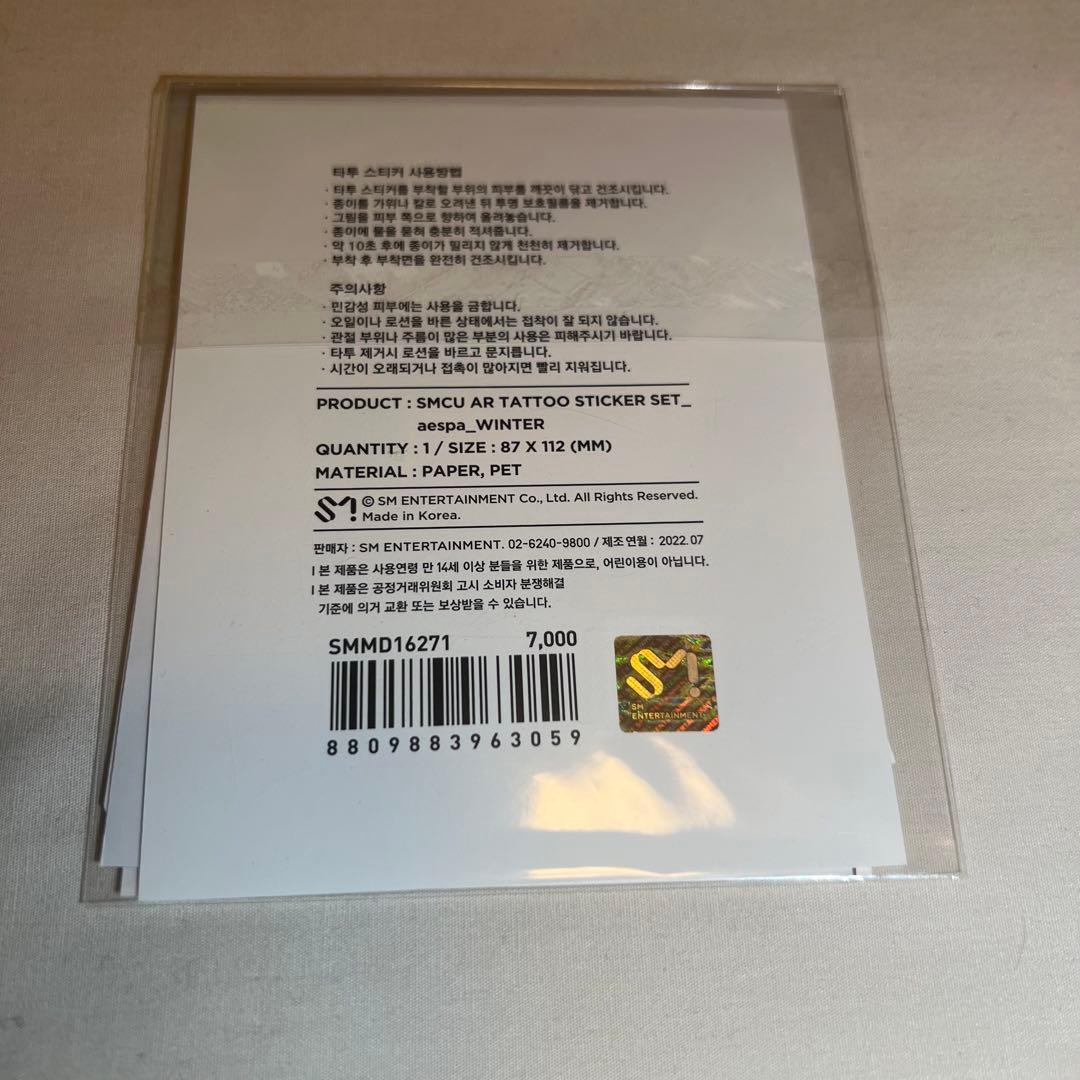 타투 스티커 사용방법
· 타투 스티커를 부착할 부위의 피부를 깨끗이 닦고 건조시킵니다.
· 종이를 가위나 칼로 오려낸 뒤 투명 보호필름을 제거합니다.
· 그림을 피부 쪽으로 향하여 올려놓습니다.
· 종이에 물을 묻혀 충분히 적셔줍니다.
· 약 10초 후에 종이가 밀리지 않게 천천히 제거합니다.
· 부착 후 부착면을 완전히 건조시킵니다.
주의사항
· 민감성 피부에는 사용을 금합니다.
· 오일이나 로션을 바른 상태에서는 접착이 잘 되지 않습니다.
· 관절 부위나 주름이 많은 부분의 사용은 피해주시기 바랍니다.
· 타투 제거시 로션을 바르고 문지릅니다.
· 시간이 오래되거나 접촉이 많아지면 빨리 지워집니다.
PRODUCT : SMCU AR TATTOO STICKER SET_
aespa_WINTER
QUANTITY : 1 / SIZE : 87 X 112 (MM)
MATERIAL : PAPER, PET
SM! © SM ENTERTAINMENT Co., Ltd. All Rights Reserved.
Made in Korea.
판매자 : SM ENTERTAINMENT. 02-6240-9800 / 제조연월 : 2022.07
l 본 제품은 사용연령 만 14세 이상 분들을 위한 제품으로, 어린이용이 아닙니다.
l 본 제품은 공정거래위원회 고시 소비자 분쟁해결
기준에 의거 교환 또는 보상받을 수 있습니다.
SMMD16271 7,000
8809883963059
SM!
SM
ENTERTAINMENT